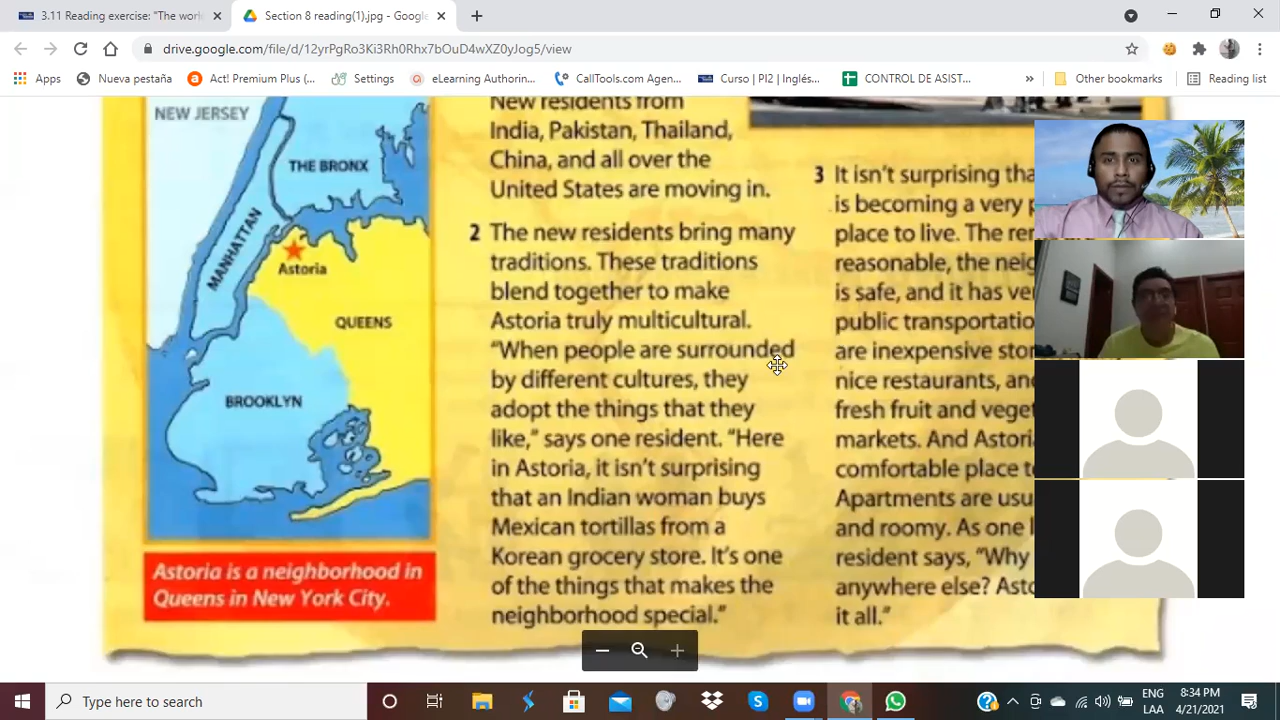 3.11 Reading exercise: "The work
Section 8 reading(1).jpg - Google
drive.google.com/file/d/12yrPgRo3Ki3Rh0Rhx7bOuD4wXZ0yJog5/view
Apps
Nueva pestaña
Act! Premium Plus (...
Settings
eLearning Authorin...
CallTools.com Agen...
Curso | PI2 | Inglés...
CONTROL DE ASIST...
»
Other bookmarks
Reading list
NEW JERSEY
THE BRONX
MANHATTAN
Astoria
QUEENS
BROOKLYN
Astoria is a neighborhood in
Queens in New York City.
New residents from
India, Pakistan, Thailand,
China, and all over the
United States are moving in.
2 The new residents bring many
traditions. These traditions
blend together to make
Astoria truly multicultural.
"When people are surrounded
by different cultures, they
adopt the things that they
like," says one resident. "Here
in Astoria, it isn't surprising
that an Indian woman buys
Mexican tortillas from a
Korean grocery store. It's one
of the things that makes the
neighborhood special."
3 It isn't surprising tha
is becoming a very p
place to live. The ren
reasonable, the neig
is safe, and it has ver
public transportatio
are inexpensive stor
nice restaurants, and
fresh fruit and veget
markets. And Astori
comfortable place t
Apartments are usu
and roomy. As one l
resident says, "Why
anywhere else? Asto
it all."
Type here to search
ENG
LAA
8:34 PM
4/21/2021